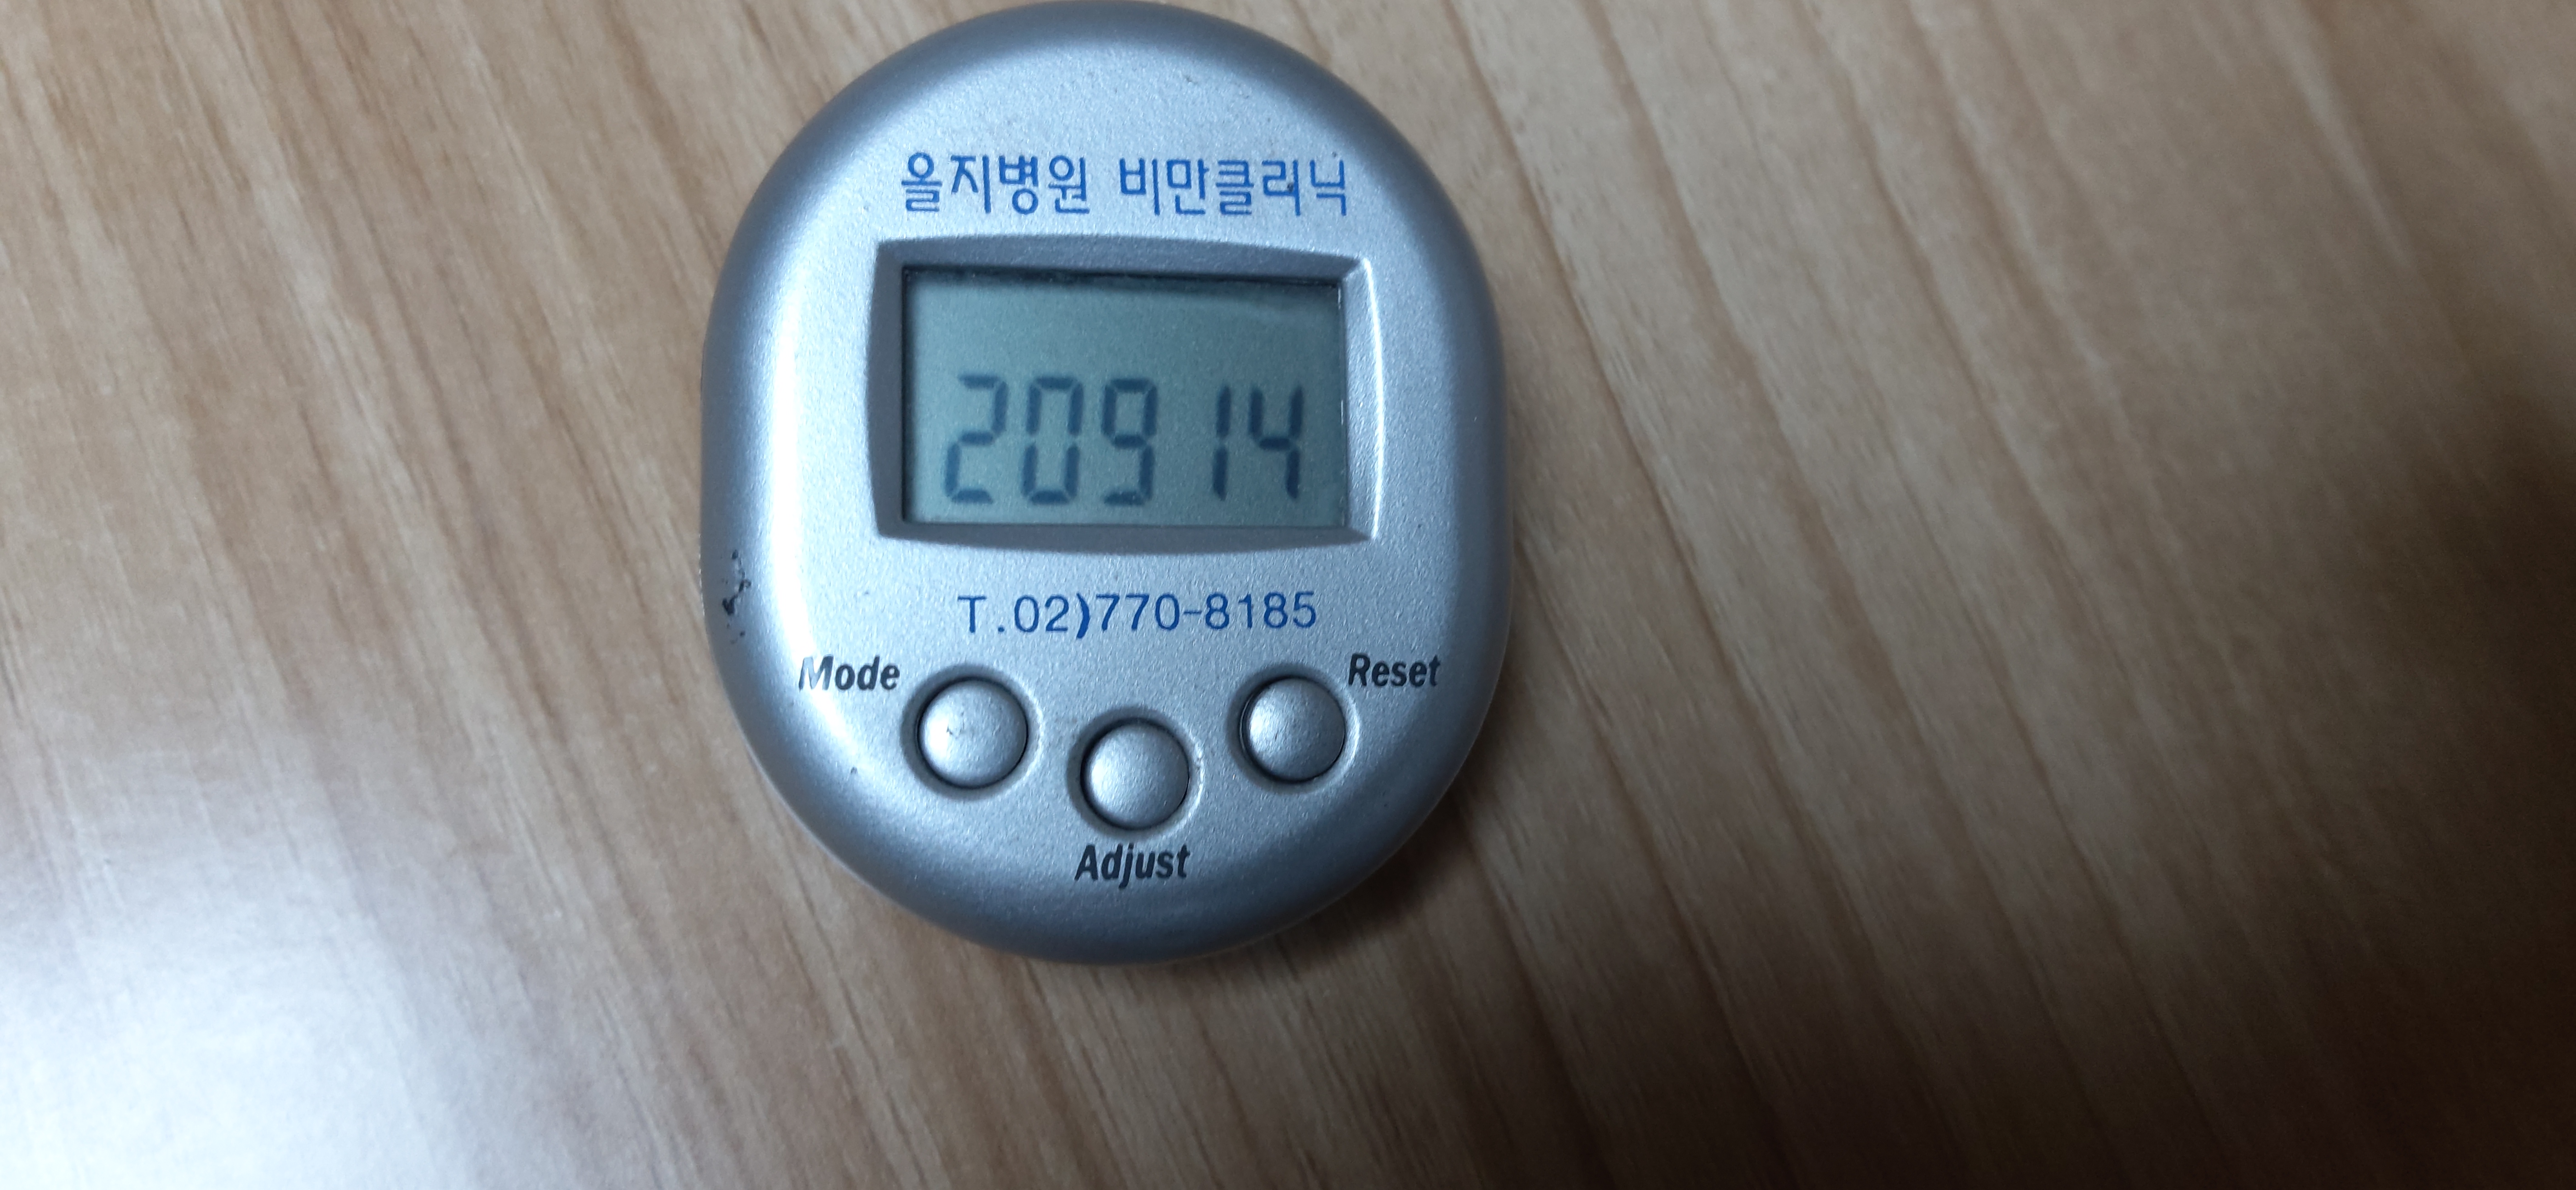 을지병원 비만클리닉
20914
T.02)770-8185
Mode
Reset
Adjust